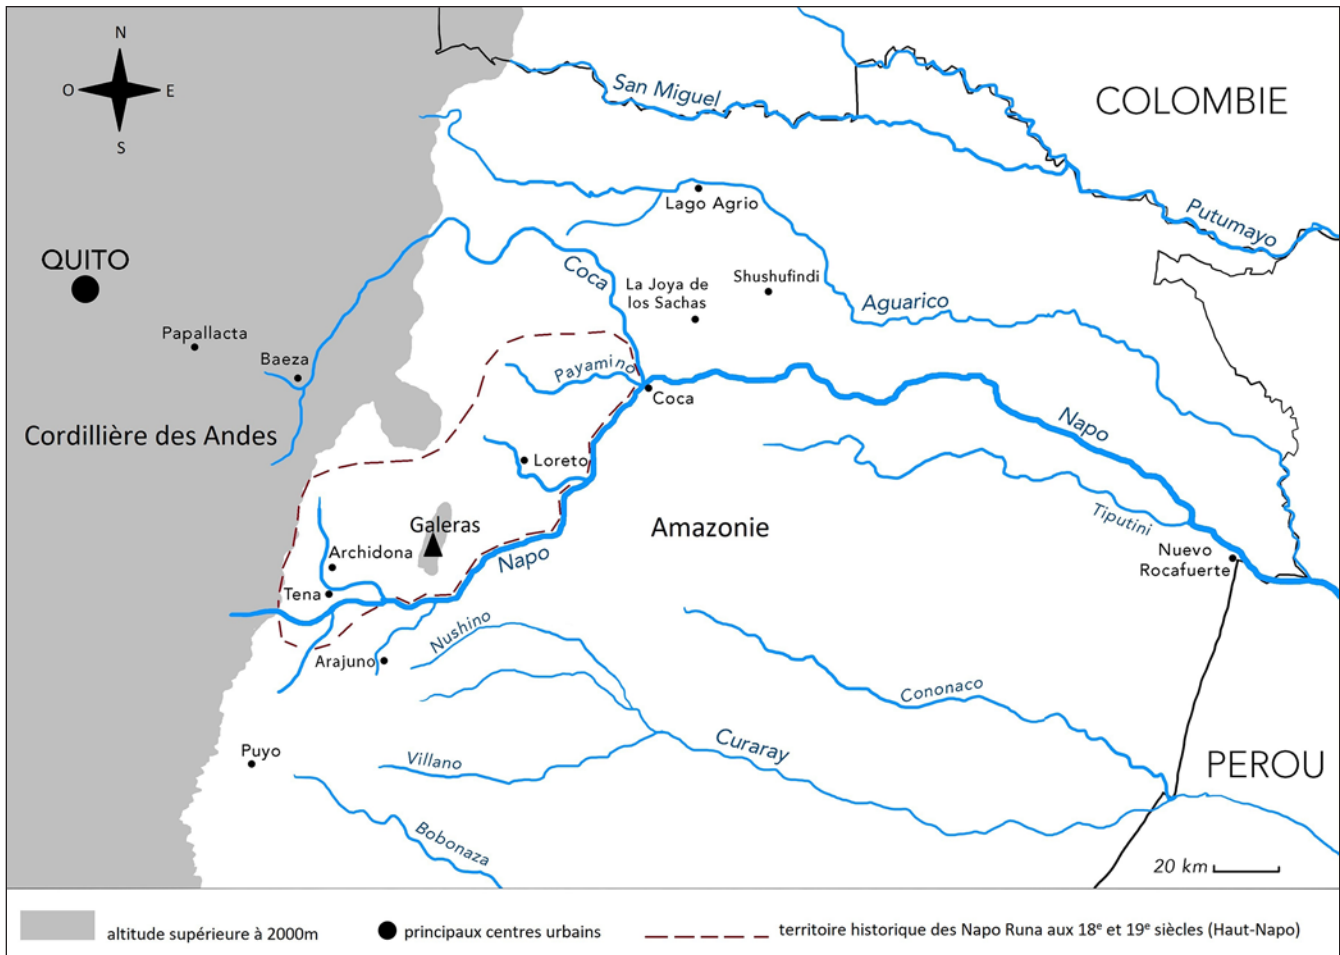 N
O
E
S
San Miguel
COLOMBIE
Lago Agrio
Putumayo
QUITO
Coca
La Joya de
los Sachas
Shushufindi
Aguarico
Papallacta
Baeza
Payamino
Coca
Napo
Cordillière des Andes
Loreto
Galeras
Amazonie
Tiputini
Archidona
Napo
Nuevo
Rocafuerte
Tena
Nushino
Arajuno
Cononaco
Puyo
Villano
Curaray
PEROU
Bobonaza
20 km
altitude supérieure à 2000m
principaux centres urbains
territoire historique des Napo Runa aux 18e et 19e siècles (Haut-Napo)